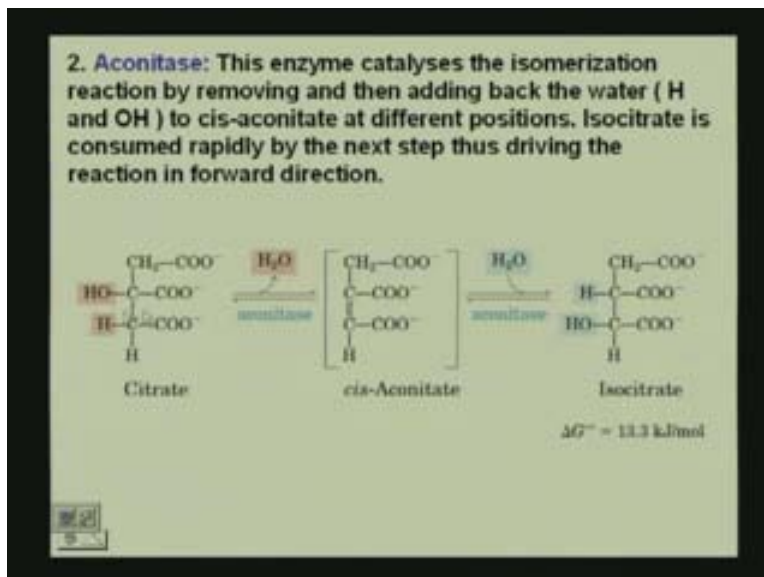 2. Aconitase: This enzyme catalyses the isomerization
reaction by removing and then adding back the water ( H
and OH ) to cis-aconitate at different positions. Isocitrate is
consumed rapidly by the next step thus driving the
reaction in forward direction.
CH₂—COO⁻ H₂O CH₂—COO⁻ H₂O CH₂—COO⁻
HO—C—COO⁻ C—COO⁻ H—C—COO⁻
aconitase aconitase
H—C—COO⁻ C—COO⁻ HO—C—COO⁻
H H H
Citrate cis-Aconitate Isocitrate
ΔG'° = 13.3 kJ/mol